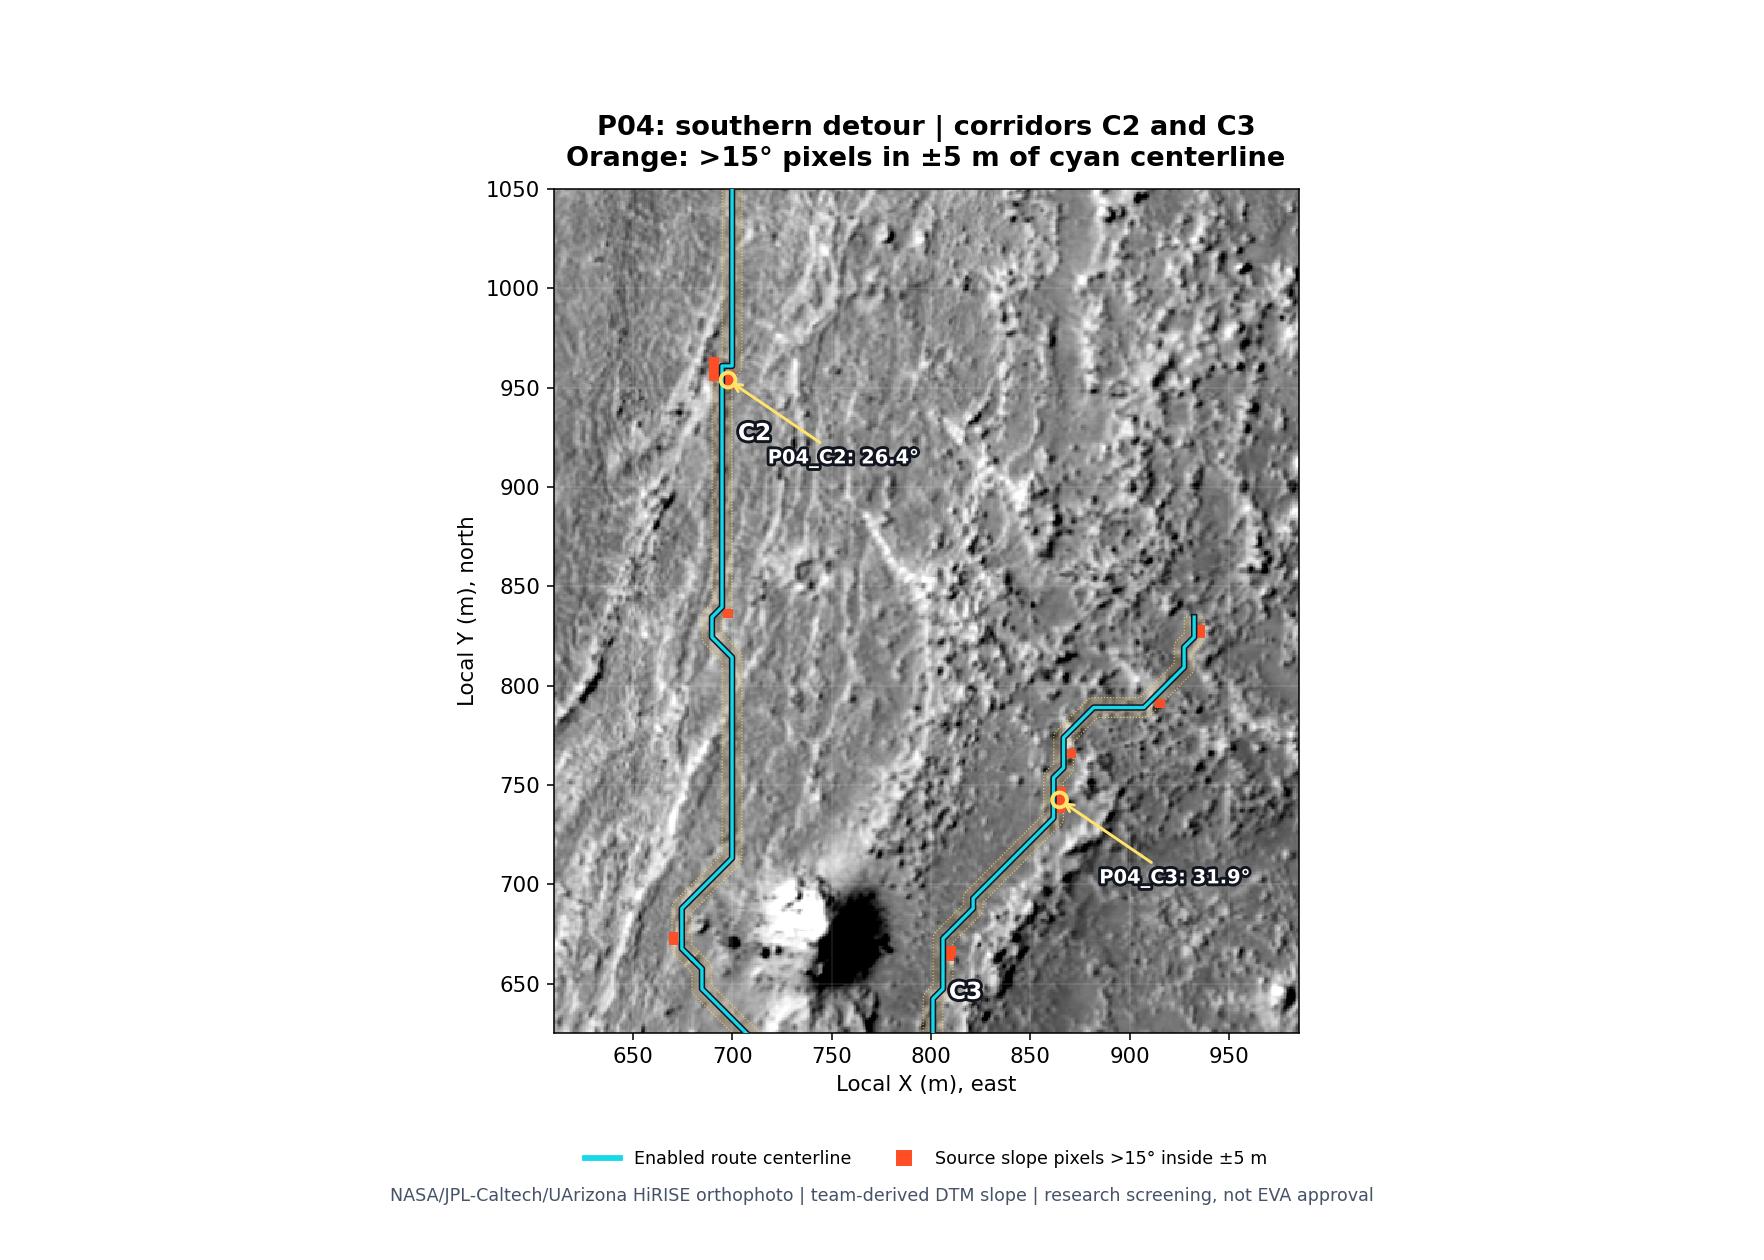 P04: southern detour | corridors C2 and C3
Orange: >15° pixels in ±5 m of cyan centerline
1050
1000
950
900
850
800
750
700
650
Local Y (m), north
C2
P04_C2: 26.4°
P04_C3: 31.9°
C3
650 700 750 800 850 900 950
Local X (m), east
Enabled route centerline
Source slope pixels >15° inside ±5 m
NASA/JPL-Caltech/UArizona HiRISE orthophoto | team-derived DTM slope | research screening, not EVA approval